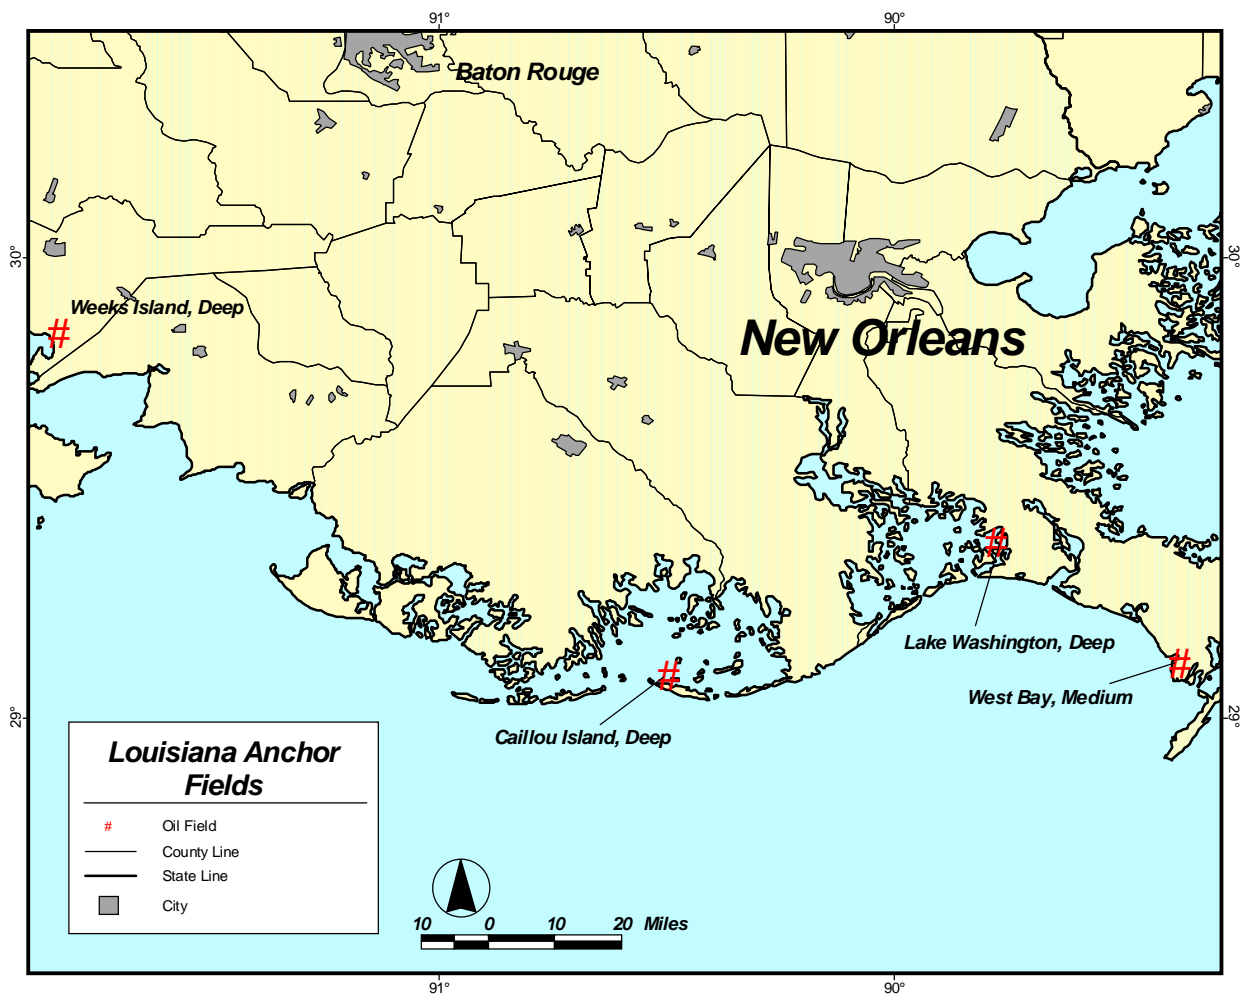 91° 90°
Baton Rouge
30° 30°
Weeks Island, Deep
#
New Orleans
#
Lake Washington, Deep
#
West Bay, Medium
#
Caillou Island, Deep
29° 29°
Louisiana Anchor
Fields
# Oil Field
County Line
State Line
City
10 0 10 20 Miles
91° 90°